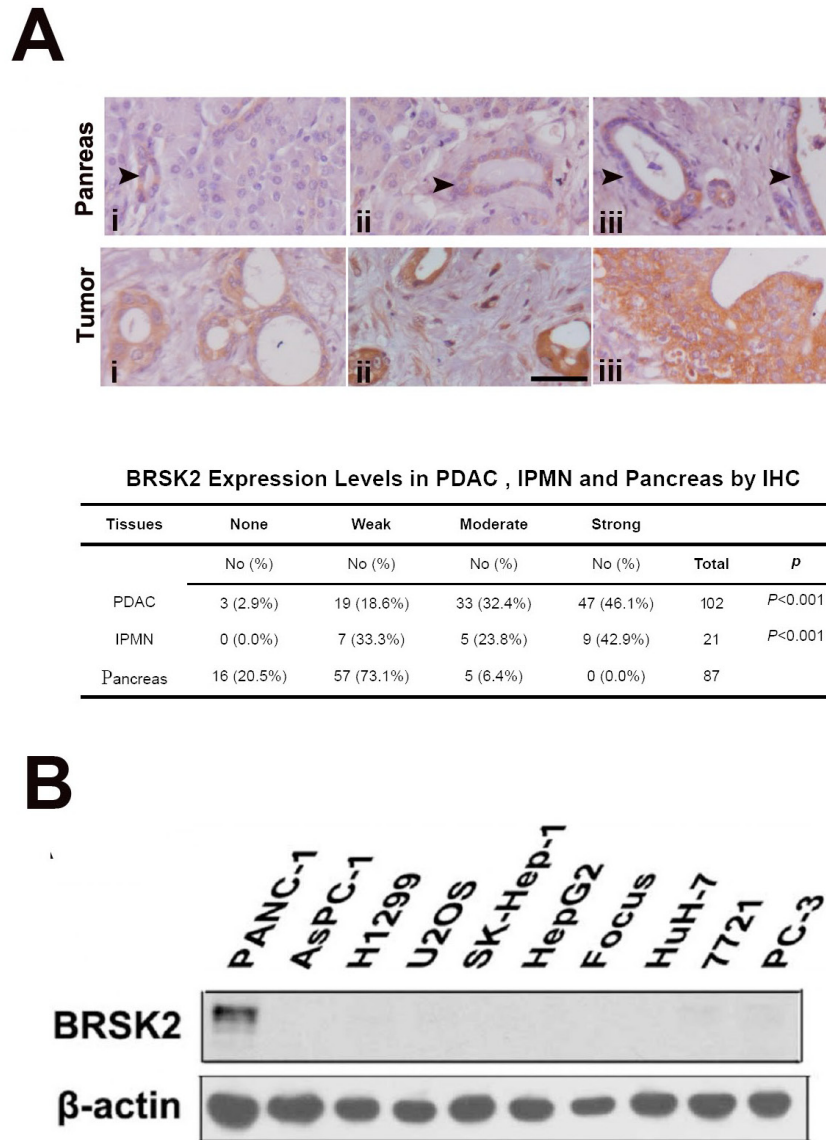 A
Panreas
i
ii
iii
Tumor
i
ii
iii
BRSK2 Expression Levels in PDAC , IPMN and Pancreas by IHC
Tissues None Weak Moderate Strong
No (%) No (%) No (%) No (%) Total p
PDAC 3 (2.9%) 19 (18.6%) 33 (32.4%) 47 (46.1%) 102 P<0.001
IPMN 0 (0.0%) 7 (33.3%) 5 (23.8%) 9 (42.9%) 21 P<0.001
Pancreas 16 (20.5%) 57 (73.1%) 5 (6.4%) 0 (0.0%) 87
B
PANC-1 AsPC-1 H1299 U2OS SK-Hep-1 HepG2 Focus HuH-7 7721 PC-3
BRSK2
β-actin